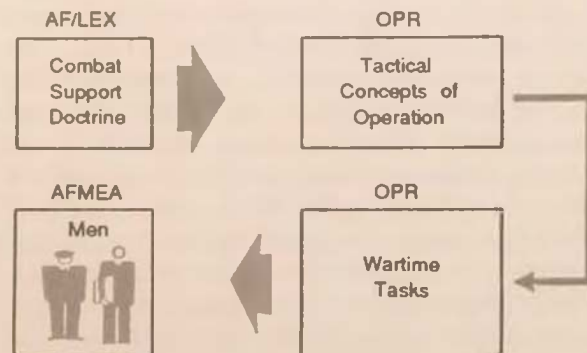 AF/LEX
Combat
Support
Doctrine
OPR
Tactical
Concepts of
Operation
AFMEA
Men
OPR
Wartime
Tasks